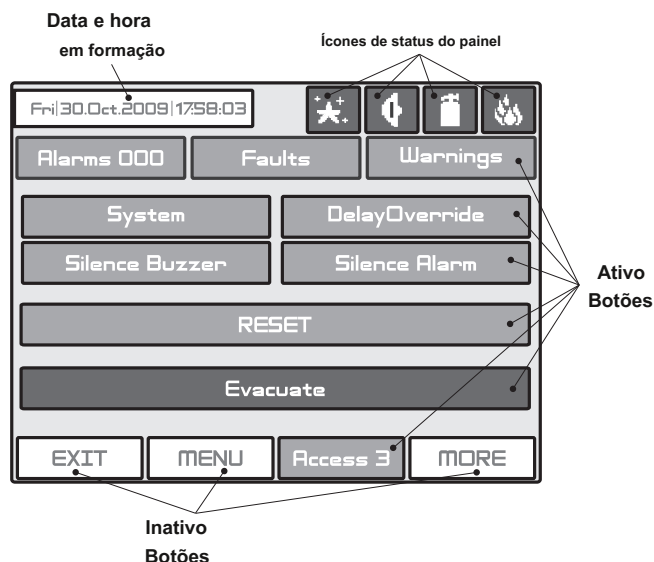 Data e hora
em formação
Ícones de status do painel
Fri|30.Oct.2009|17:58:03
Alarms 000 Faults Warnings
System DelayOverride
Silence Buzzer Silence Alarm
Ativo
Botões
RESET
Evacuate
EXIT MENU Access 3 MORE
Inativo
Botões